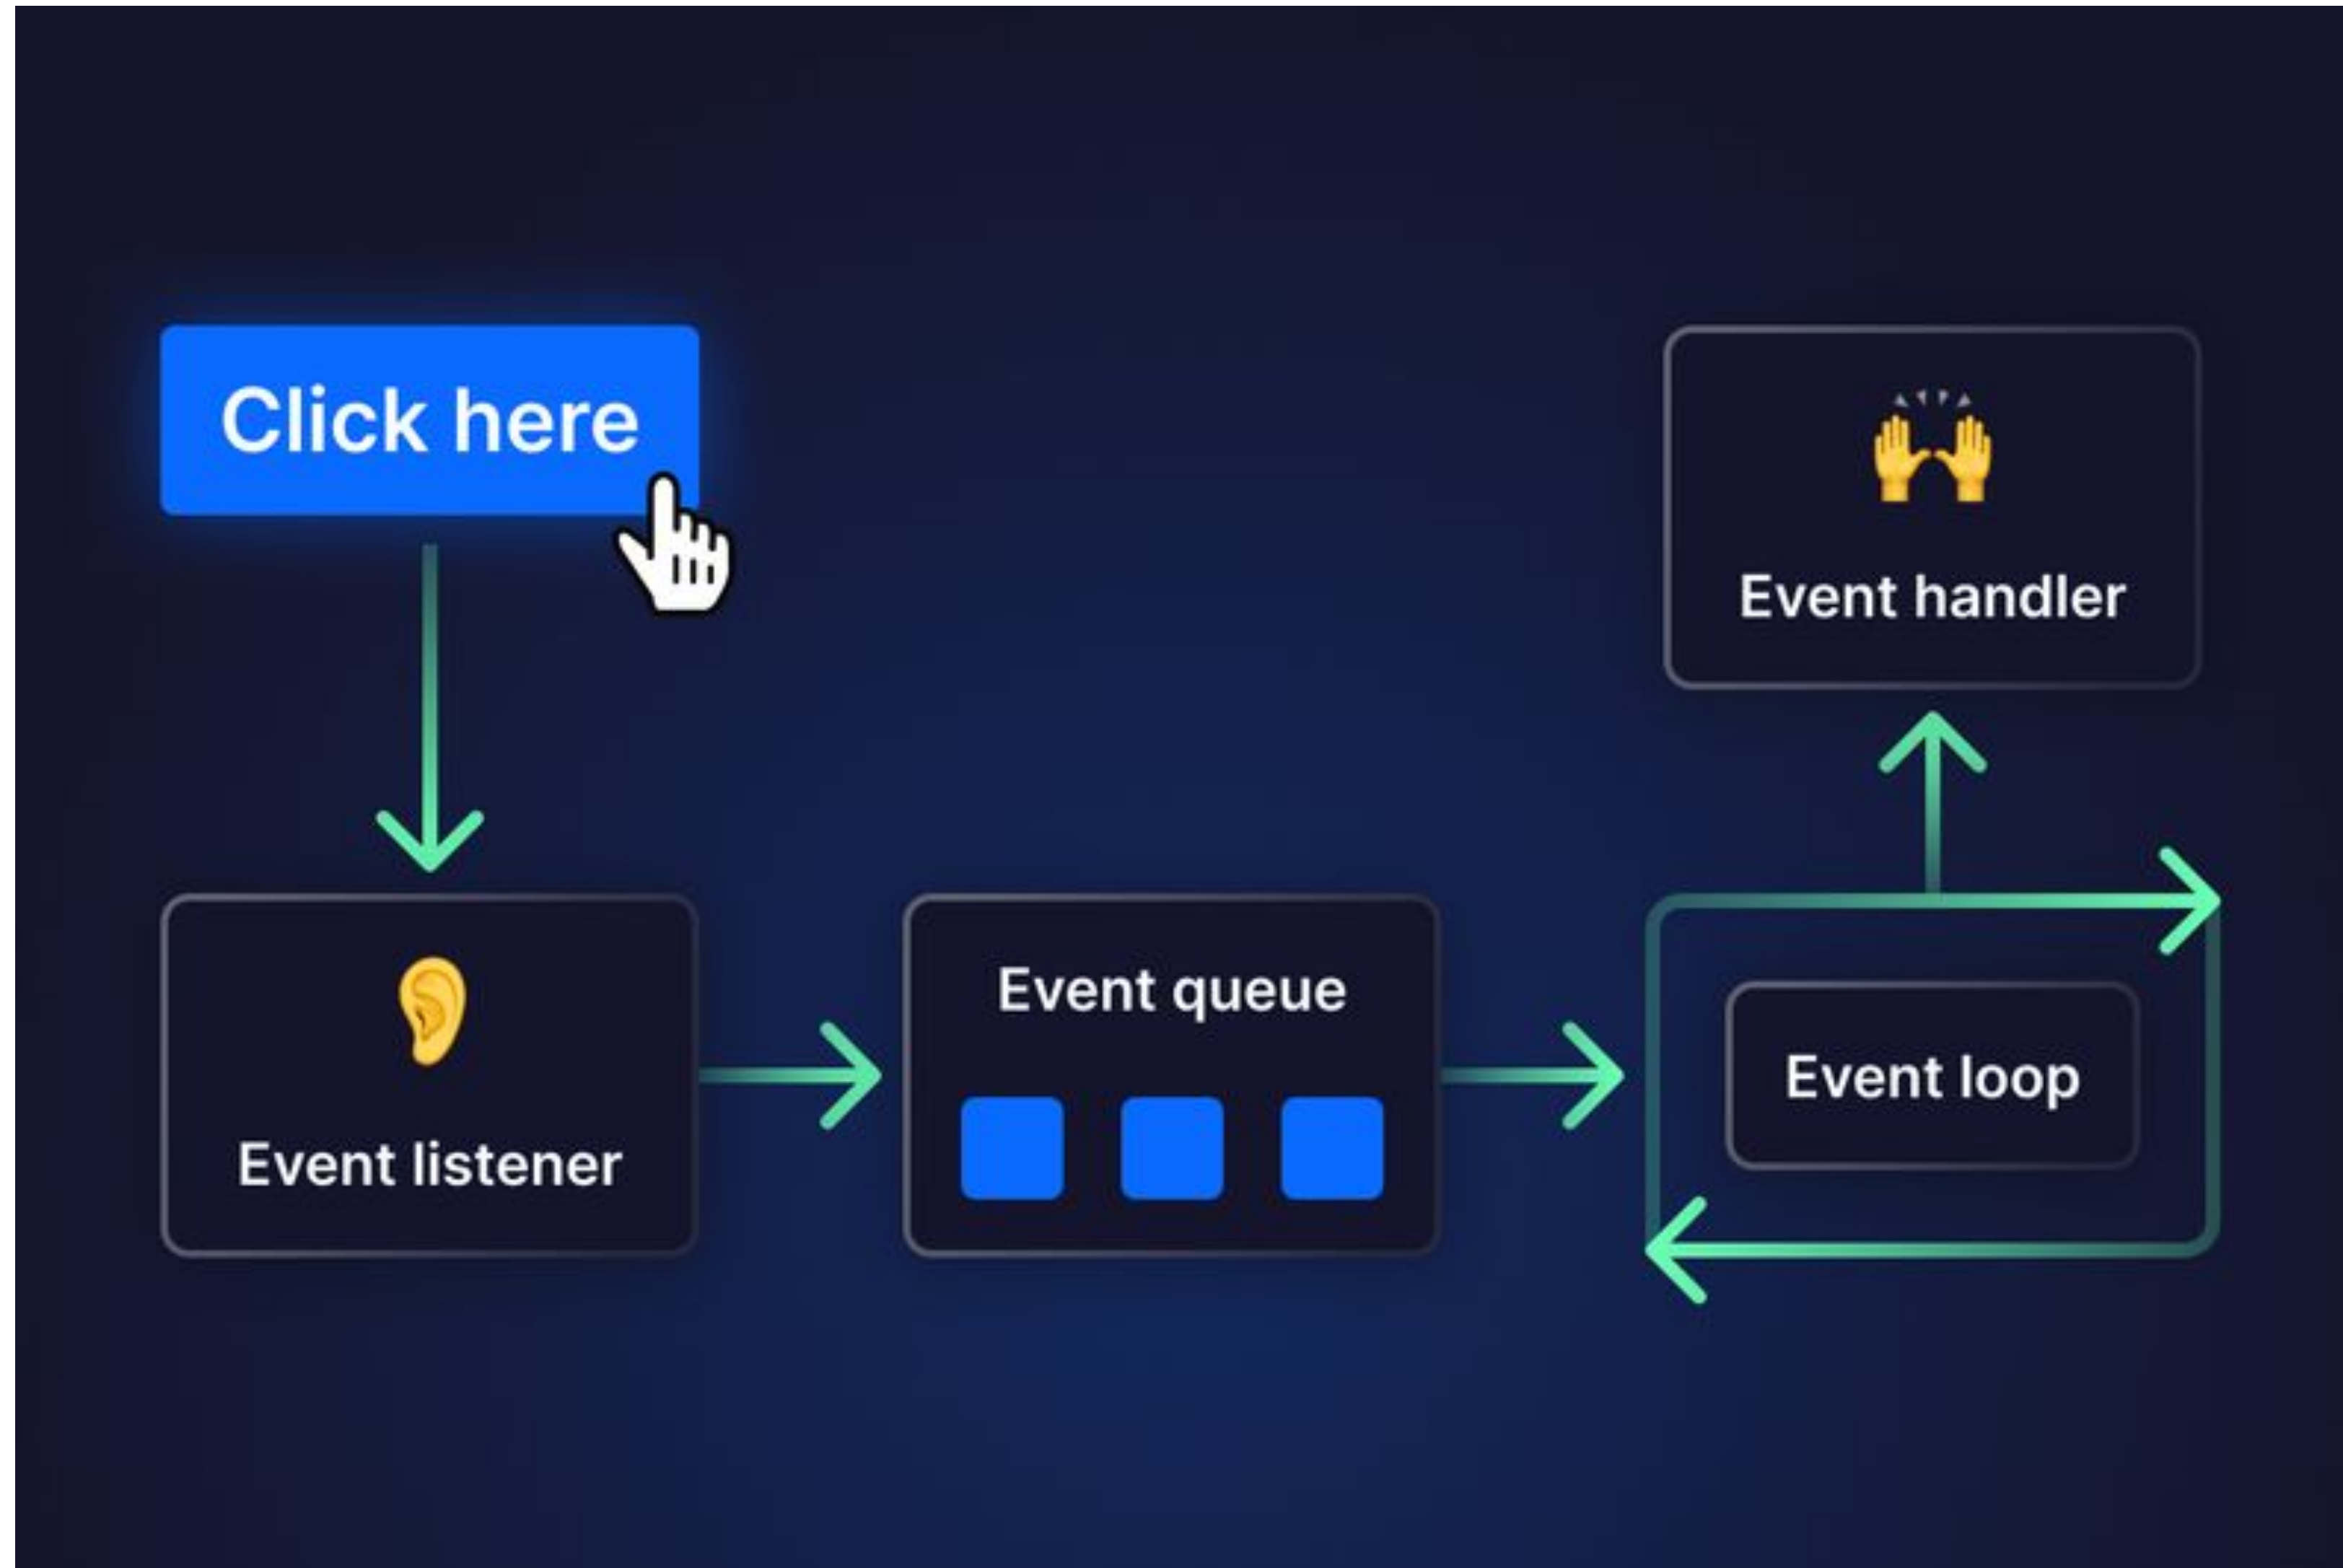 Click here
Event handler
Event listener
Event queue
Event loop